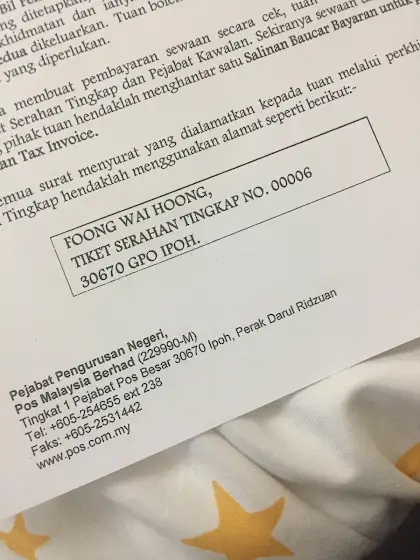 ng ditetapkan,
khidmatan dan
edua dikeluarkan. Tuan
yang diperlukan.
membuat pembayaran sewaan secara cek, tuan
Serahan Tingkap dan Pejabat Kawalan. Sekiranya sewaan
pihak tuan hendaklah menghantar satu Salinan Baucar Bayaran untuk
an Tax Invoice.
emua surat menyurat yang dialamatkan kepada tuan melalui
Tingkap hendaklah menggunakan alamat seperti berikut:-
FOONG WAI HOONG,
TIKET SERAHAN TINGKAP NO. 00006
30670 GPO IPOH.
Pejabat Pengurusan Negeri,
Pos Malaysia Berhad (229990-M)
Tingkat 1 Pejabat Pos Besar 30670 Ipoh, Perak Darul Ridzuan
Tel: +605-254655 ext 238
Faks: +605-2531442
www.pos.com.my